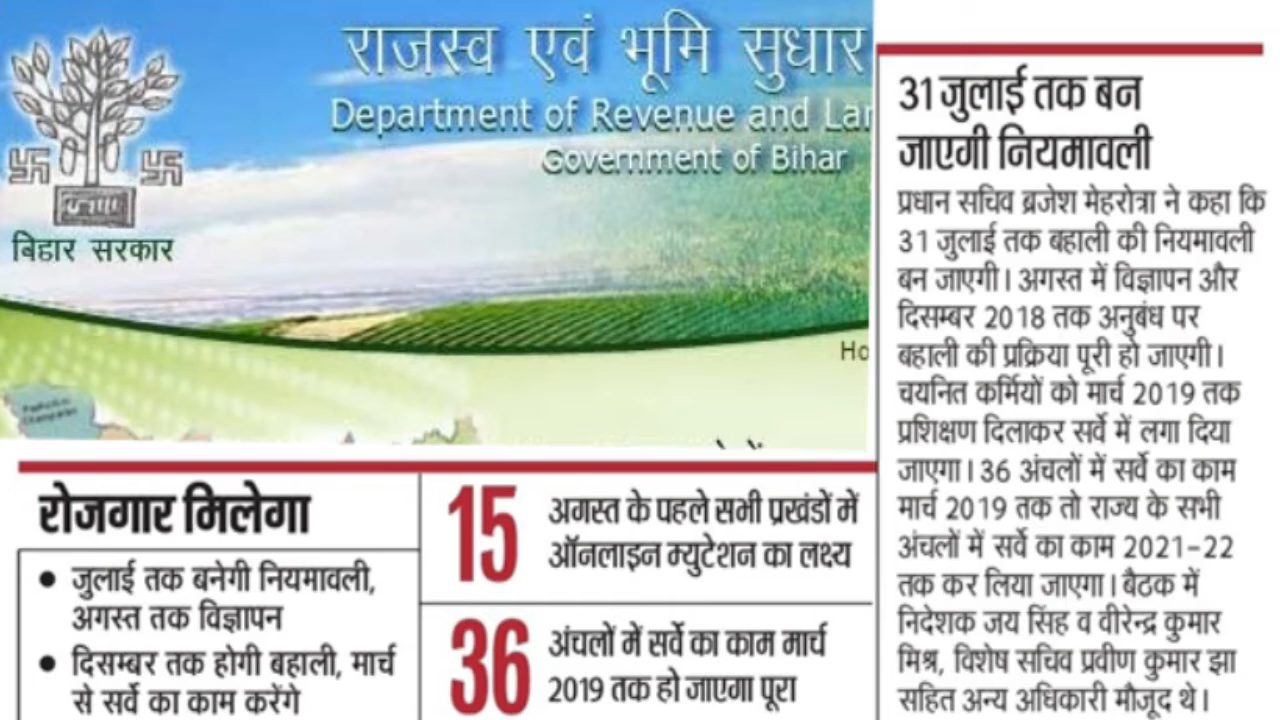 राजस्व एवं भूमि सुधार
Department of Revenue and Lan
Government of Bihar
बिहार सरकार
Ho
रोजगार मिलेगा
• जुलाई तक बनेगी नियमावली,
अगस्त तक विज्ञापन
• दिसम्बर तक होगी बहाली, मार्च
से सर्वे का काम करेंगे
15
अगस्त के पहले सभी प्रखंडों में
ऑनलाइन म्युटेशन का लक्ष्य
36
अंचलों में सर्वे का काम मार्च
2019 तक हो जाएगा पूरा
31 जुलाई तक बन
जाएगी नियमावली
प्रधान सचिव ब्रजेश मेहरोत्रा ने कहा कि
31 जुलाई तक बहाली की नियमावली
बन जाएगी। अगस्त में विज्ञापन और
दिसम्बर 2018 तक अनुबंध पर
बहाली की प्रक्रिया पूरी हो जाएगी।
चयनित कर्मियों को मार्च 2019 तक
प्रशिक्षण दिलाकर सर्वे में लगा दिया
जाएगा। 36 अंचलों में सर्वे का काम
मार्च 2019 तक तो राज्य के सभी
अंचलों में सर्वे का काम 2021-22
तक कर लिया जाएगा। बैठक में
निदेशक जय सिंह व वीरेन्द्र कुमार
मिश्र, विशेष सचिव प्रवीण कुमार झा
सहित अन्य अधिकारी मौजूद थे।